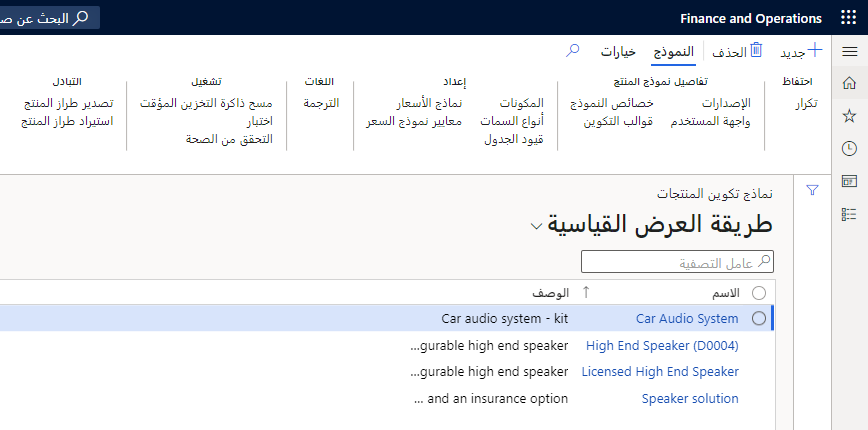 Finance and Operations
البحث عن صـ
جديد
الحذف
النموذج
خيارات
احتفاظ
تكرار
تفاصيل نموذج المنتج
الإصدارات
واجهة المستخدم
خصائص النموذج
قوالب التكوين
إعداد
المكونات
أنواع السمات
قيود الجدول
نماذج الأسعار
معايير نموذج السعر
اللغات
الترجمة
تشغيل
مسح ذاكرة التخزين المؤقت
اختبار
التحقق من الصحة
التبادل
تصدير طراز المنتج
استيراد طراز المنتج
نماذج تكوين المنتجات
طريقة العرض القياسية
عامل التصفية
الاسم
الوصف
Car Audio System
Car audio system - kit
High End Speaker (D0004)
...gurable high end speaker
Licensed High End Speaker
...gurable high end speaker
Speaker solution
... and an insurance option